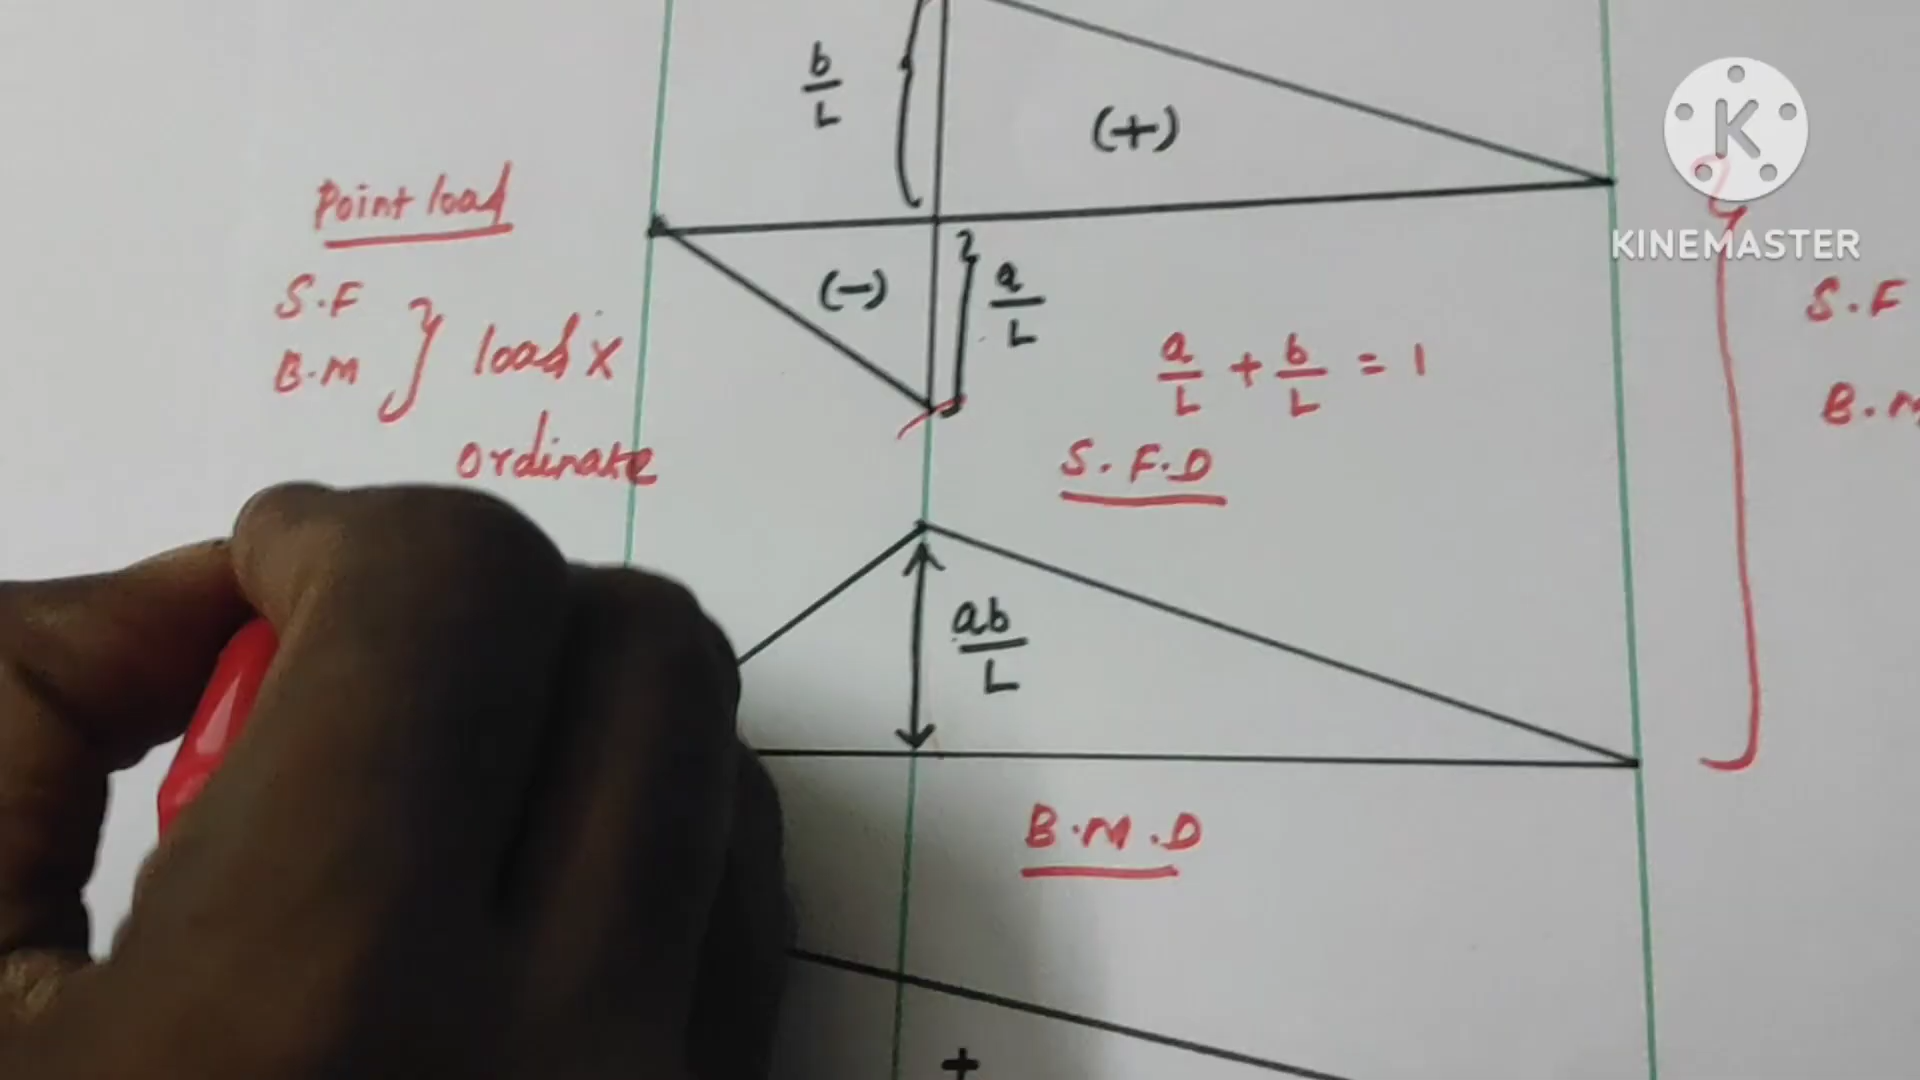 b/L
(+)
K
KINEMASTER
Point load
S.F
B.M } load x
ordinate
(-)
a/L
a/L + b/L = 1
S.F.D
S.F
B.M
ab/L
B.M.D
+